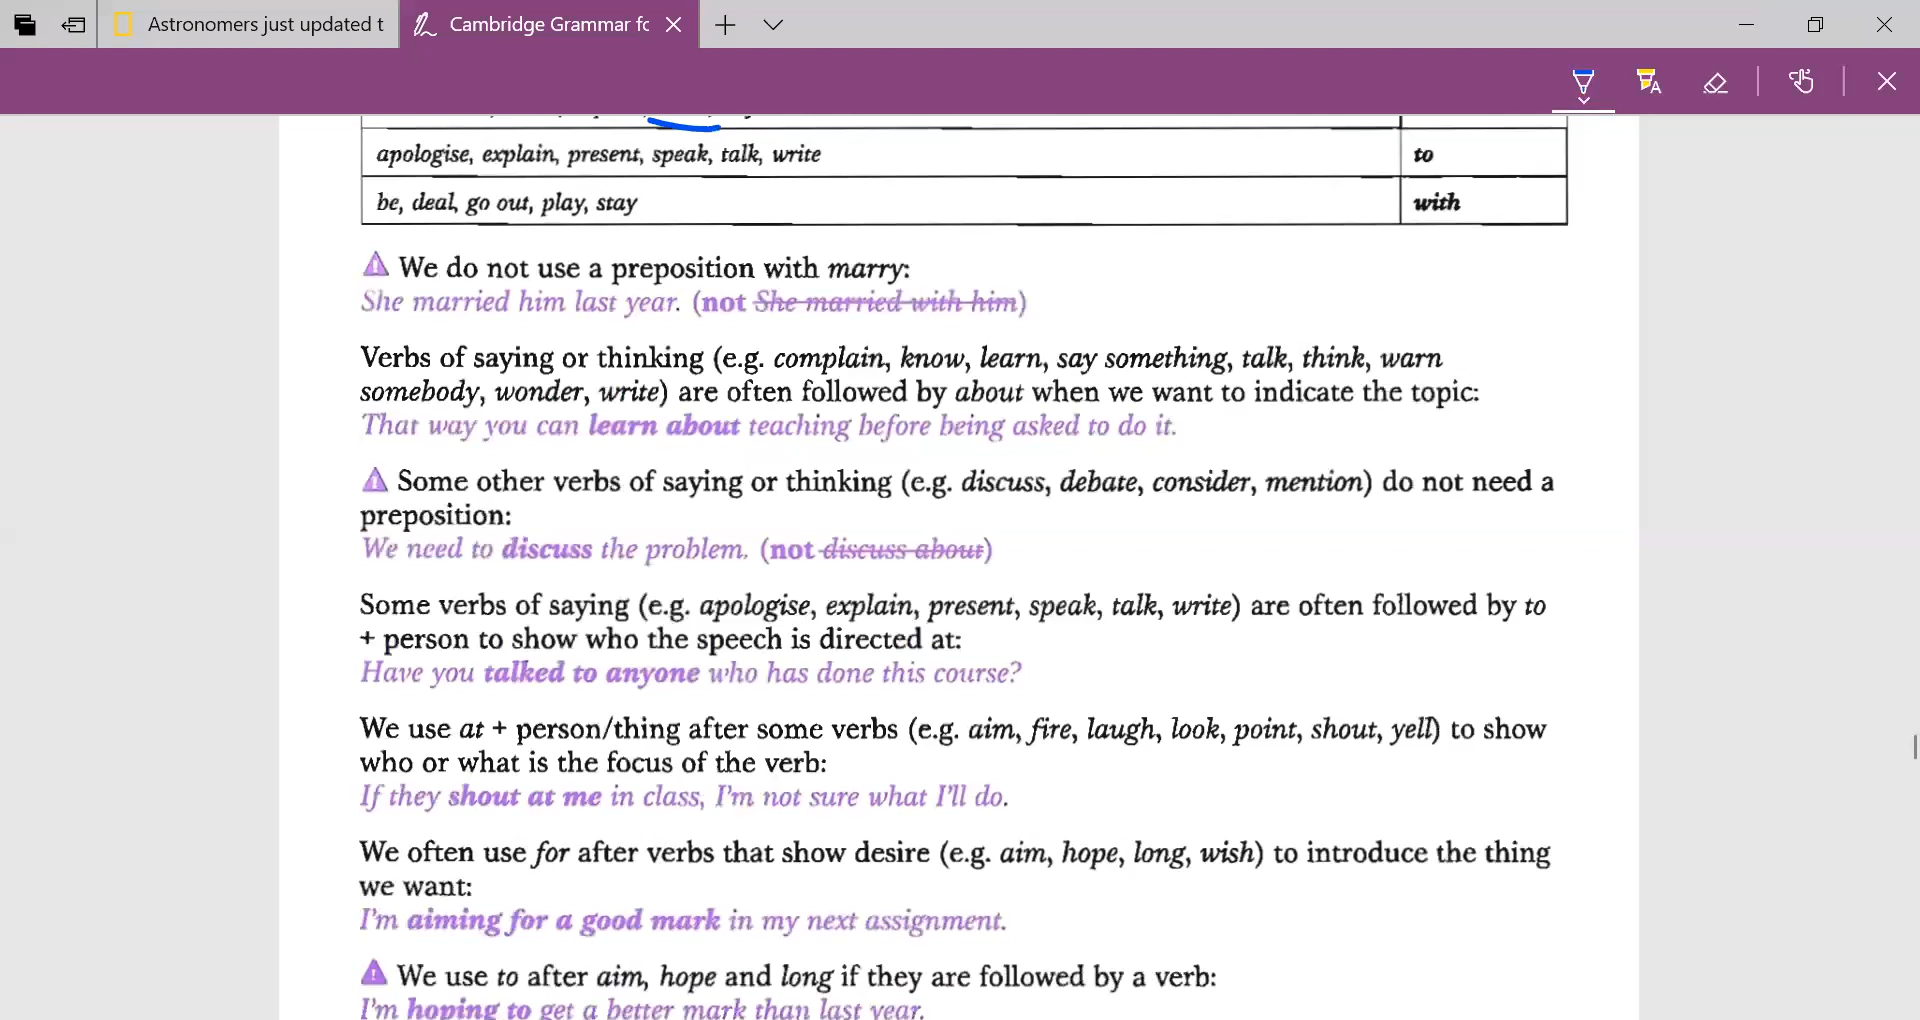 Astronomers just updated t
Cambridge Grammar fo
apologise, explain, present, speak, talk, write to
be, deal, go out, play, stay with
We do not use a preposition with marry:
She married him last year. (not She married with him)
Verbs of saying or thinking (e.g. complain, know, learn, say something, talk, think, warn
somebody, wonder, write) are often followed by about when we want to indicate the topic:
That way you can learn about teaching before being asked to do it.
Some other verbs of saying or thinking (e.g. discuss, debate, consider, mention) do not need a
preposition:
We need to discuss the problem. (not discuss about)
Some verbs of saying (e.g. apologise, explain, present, speak, talk, write) are often followed by to
+ person to show who the speech is directed at:
Have you talked to anyone who has done this course?
We use at + person/thing after some verbs (e.g. aim, fire, laugh, look, point, shout, yell) to show
who or what is the focus of the verb:
If they shout at me in class, I'm not sure what I'll do.
We often use for after verbs that show desire (e.g. aim, hope, long, wish) to introduce the thing
we want:
I'm aiming for a good mark in my next assignment.
We use to after aim, hope and long if they are followed by a verb:
I'm hoping to get a better mark than last year.